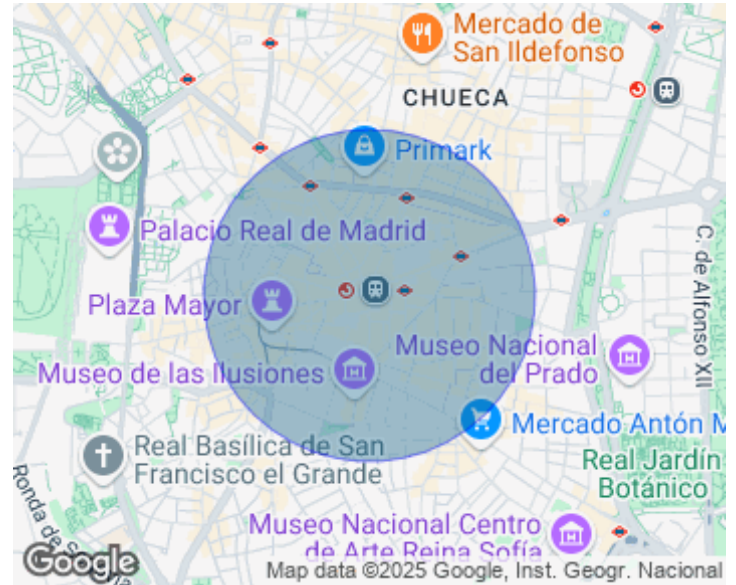 Mercado de
San Ildefonso
CHUECA
Primark
Palacio Real de Madrid
Plaza Mayor
C. de Alfonso XII
Museo Nacional
del Prado
Museo de las Ilusiones
Mercado Antón M
Real Basílica de San
Francisco el Grande
Real Jardín
Botánico
Ronda de S
Museo Nacional Centro
de Arte Reina Sofía
Google
Map data ©2025 Google, Inst. Geogr. Nacional